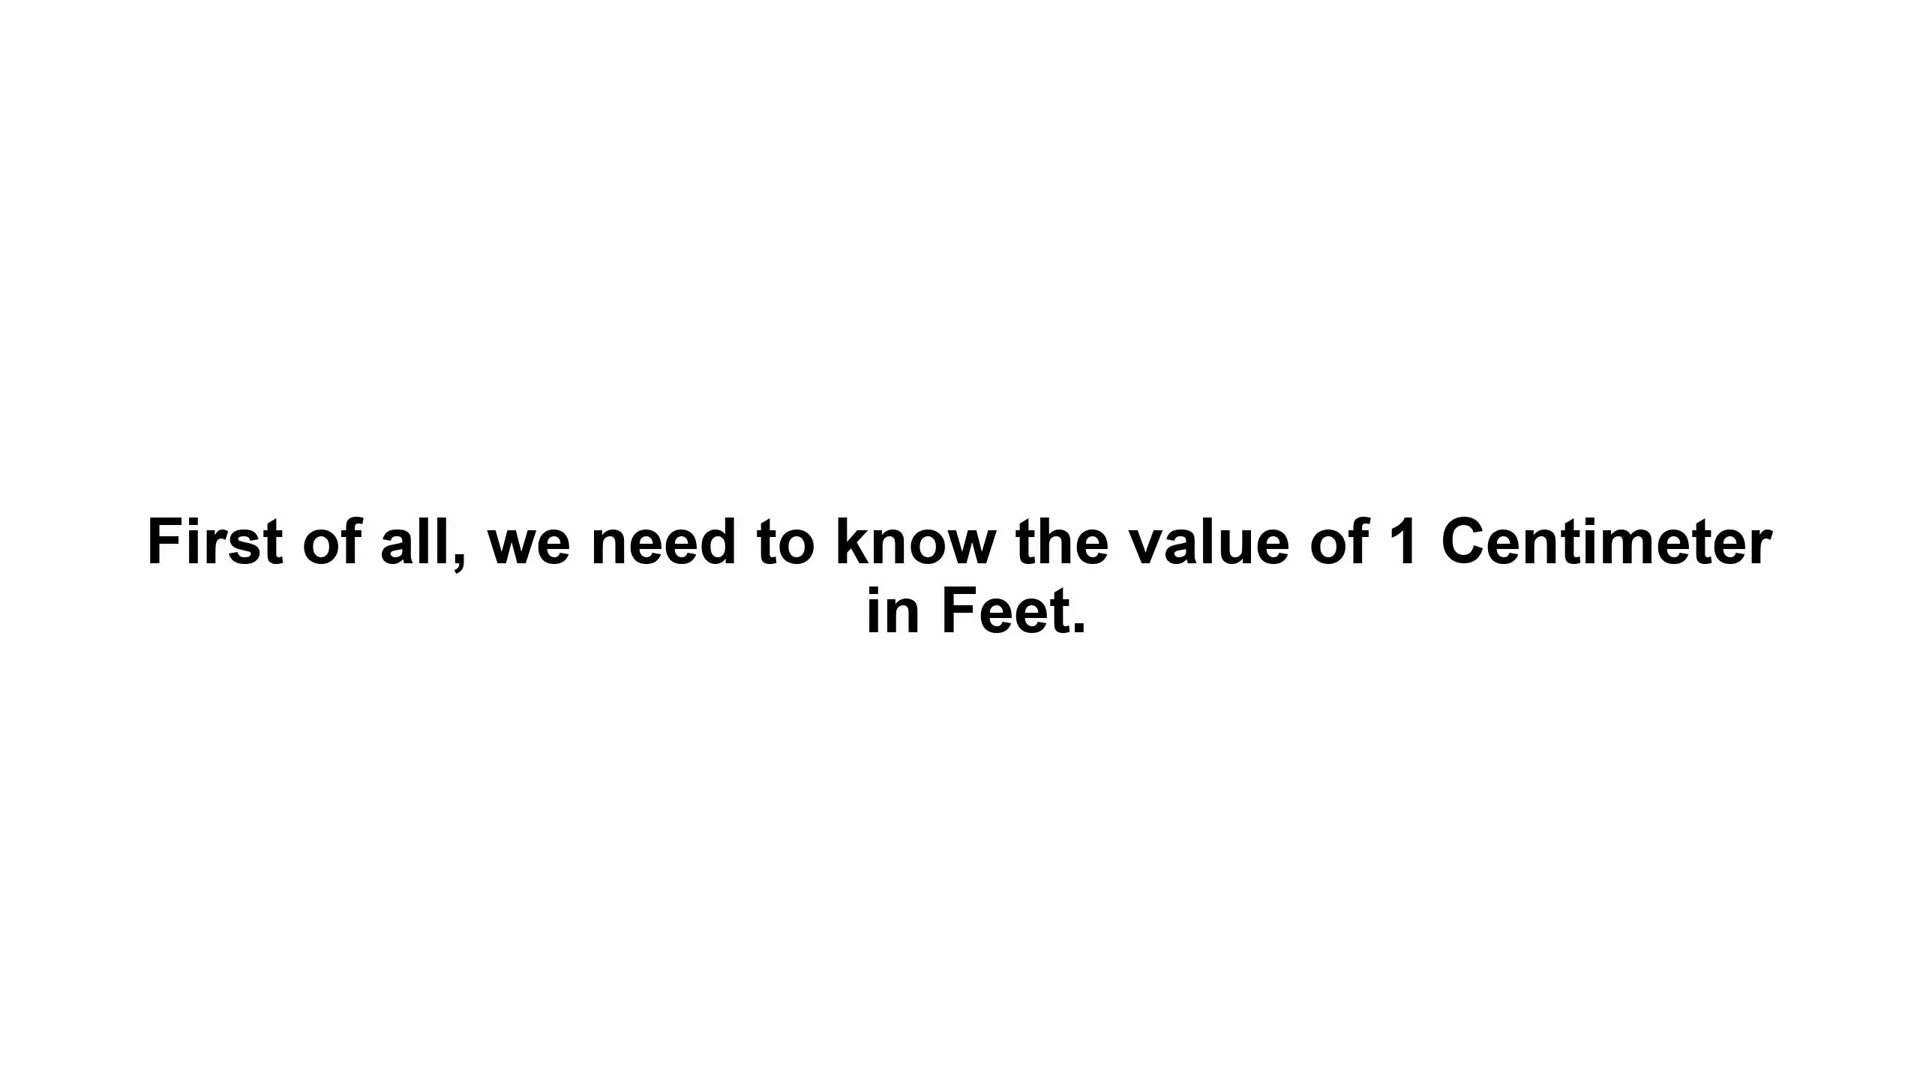 First of all, we need to know the value of 1 Centimeter
in Feet.